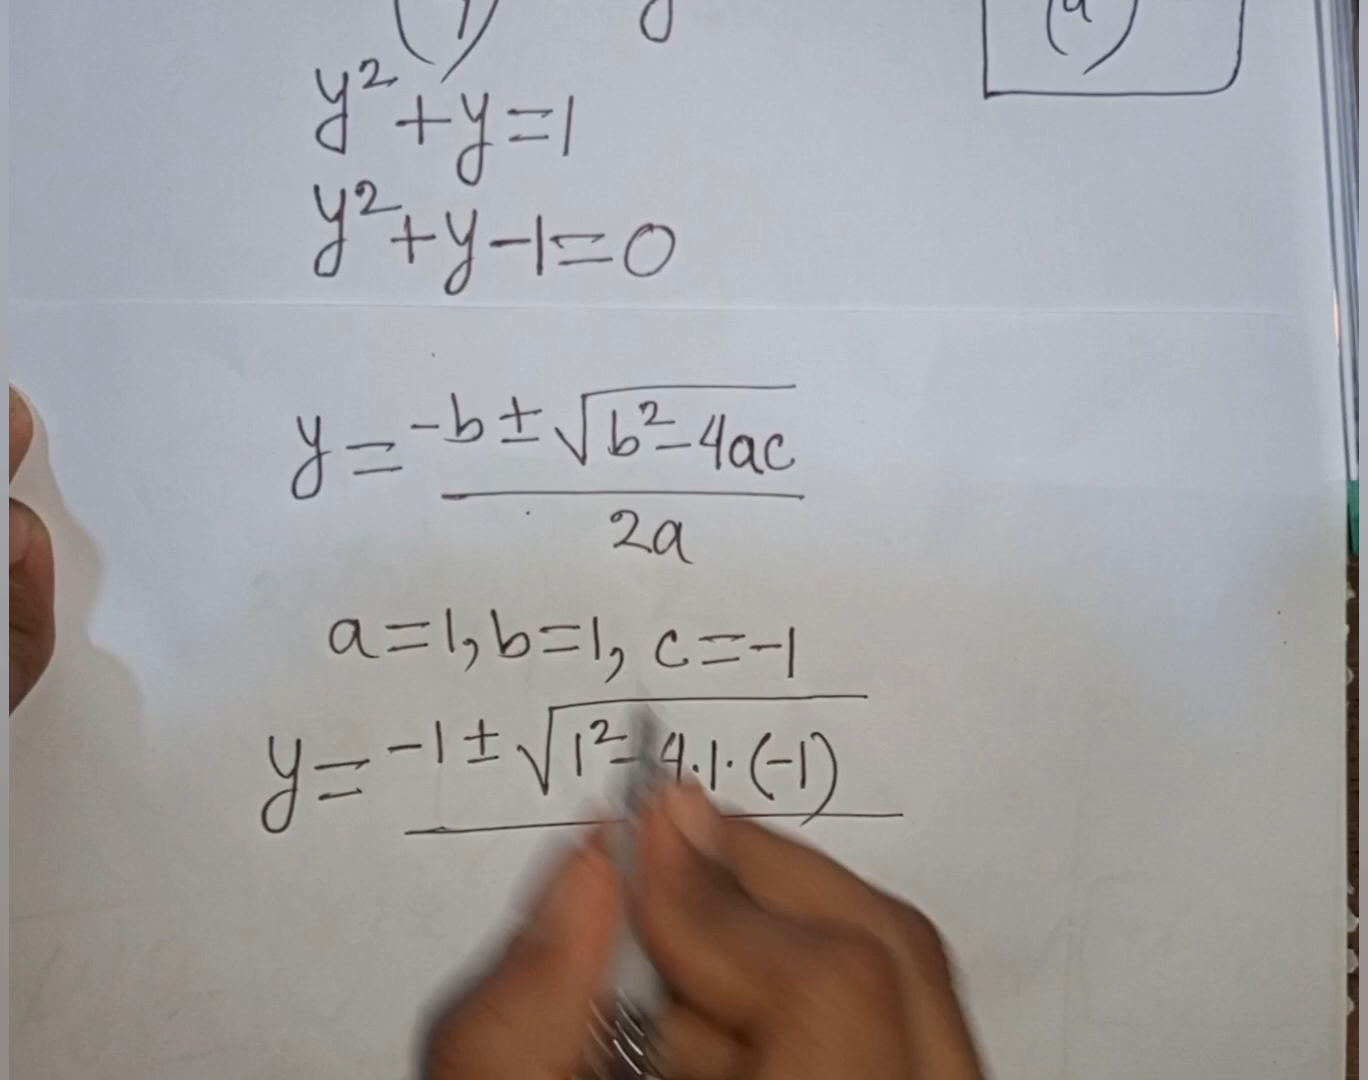 y²+y=1
y²+y-1=0
y=-b±√b²-4ac
2a
a=1, b=1, c=-1
y=-1±√1²-4·1·(-1)